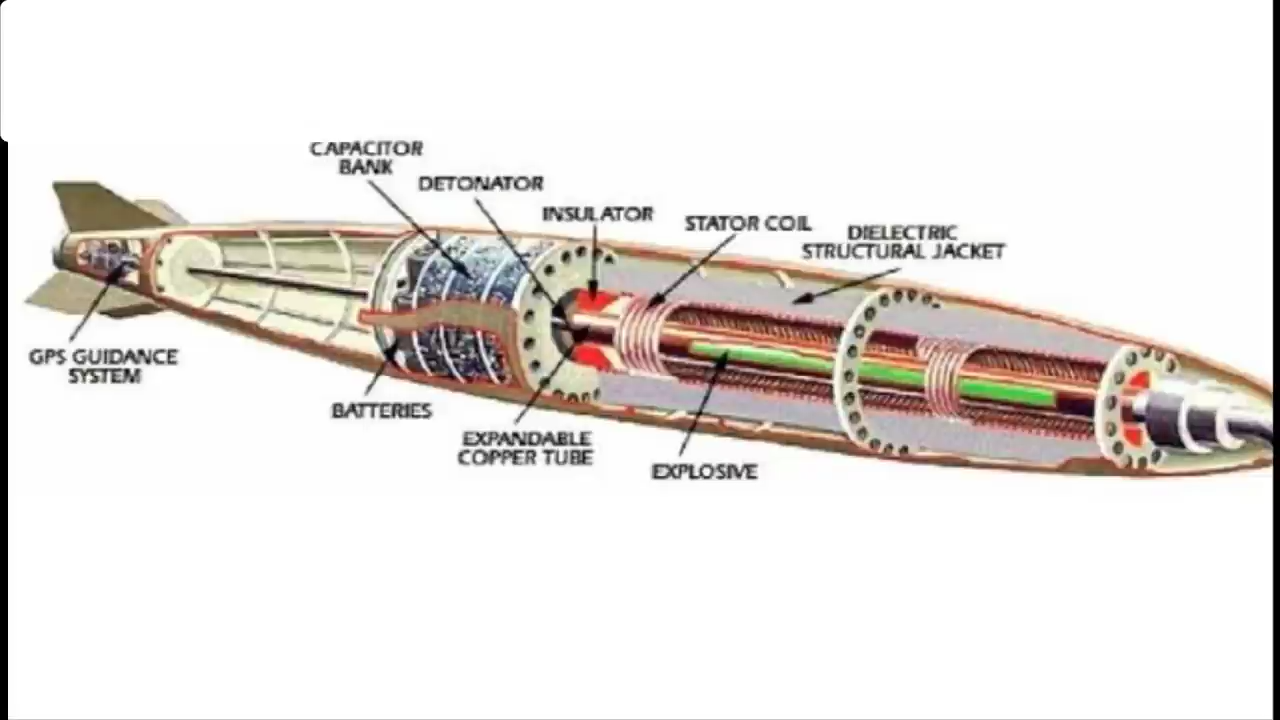 CAPACITOR
BANK
DETONATOR
INSULATOR
STATOR COIL
DIELECTRIC
STRUCTURAL JACKET
GPS GUIDANCE
SYSTEM
BATTERIES
EXPANDABLE
COPPER TUBE
EXPLOSIVE